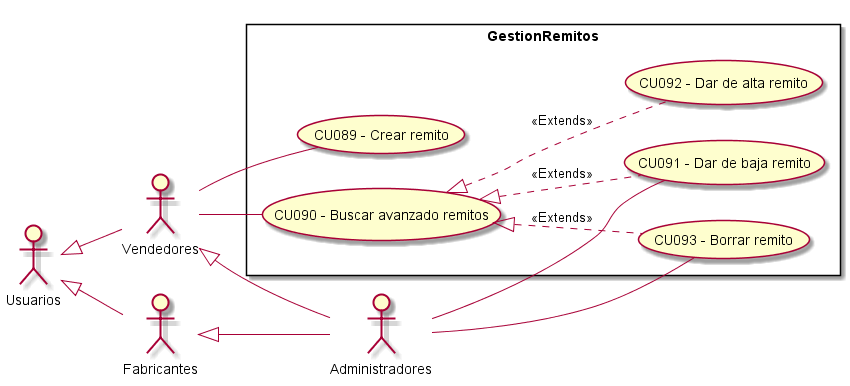 GestionRemitos
CU092 - Dar de alta remito
«Extends»
CU089 - Crear remito
CU091 - Dar de baja remito
«Extends»
CU090 - Buscar avanzado remitos
«Extends»
CU093 - Borrar remito
Vendedores
Usuarios
Fabricantes
Administradores